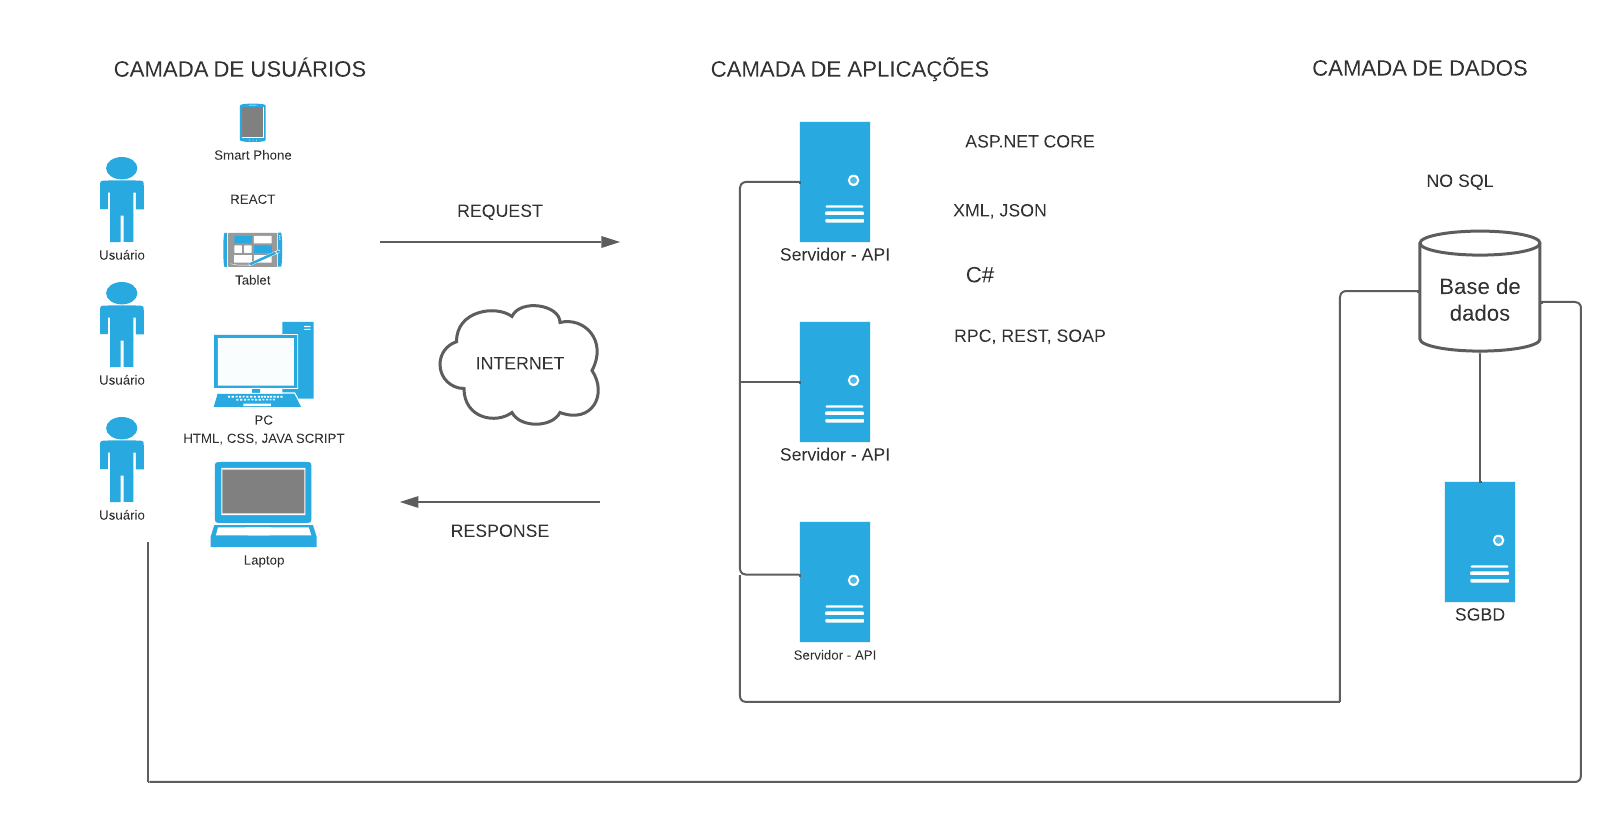 CAMADA DE USUÁRIOS
Smart Phone
Usuário
REACT
Tablet
Usuário
PC
HTML, CSS, JAVA SCRIPT
Usuário
Laptop
REQUEST
INTERNET
RESPONSE
CAMADA DE APLICAÇÕES
Servidor - API
Servidor - API
Servidor - API
ASP.NET CORE
XML, JSON
C#
RPC, REST, SOAP
CAMADA DE DADOS
NO SQL
Base de
dados
SGBD